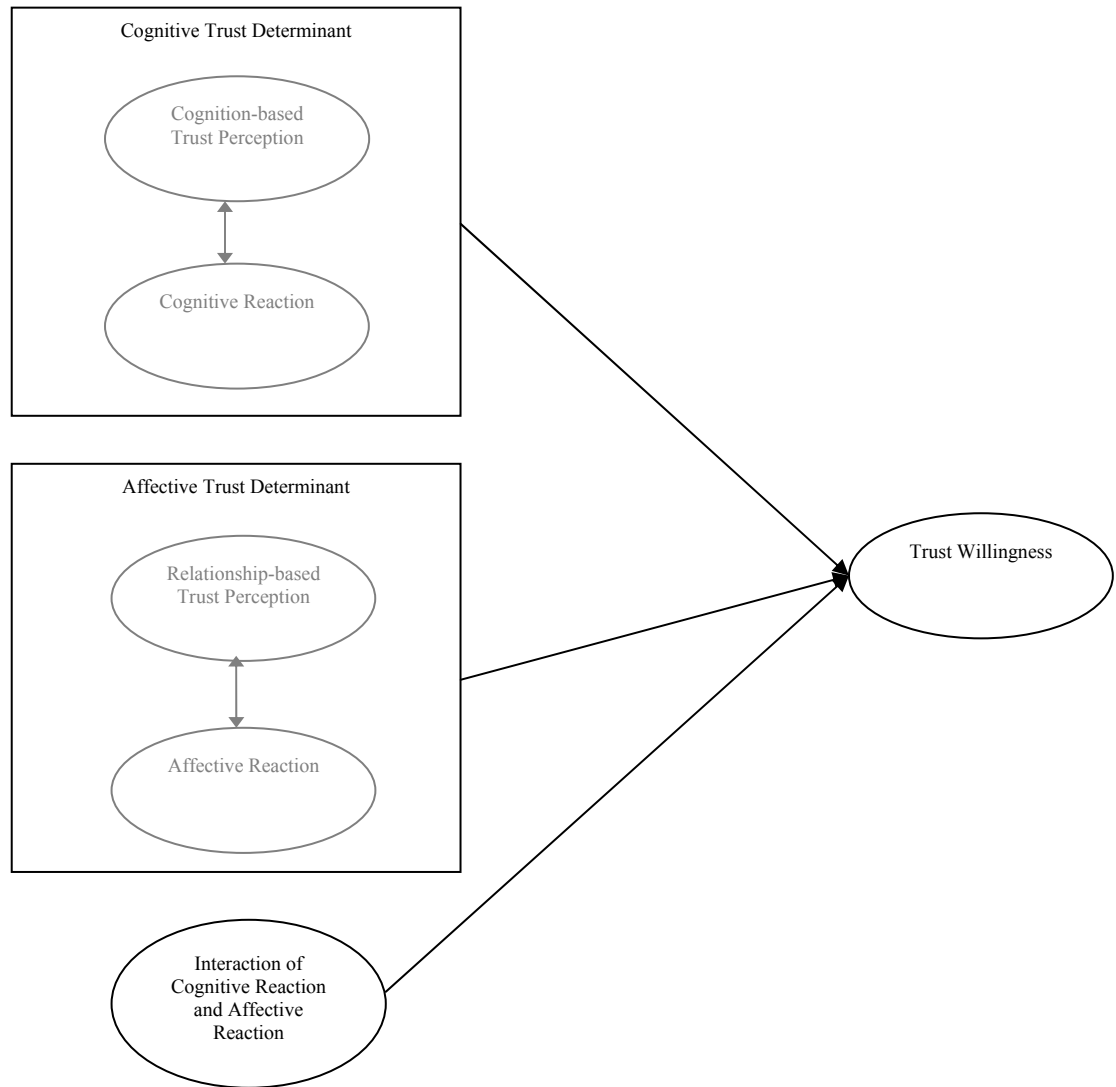 Cognitive Trust Determinant
Cognition-based
Trust Perception
Cognitive Reaction
Affective Trust Determinant
Relationship-based
Trust Perception
Affective Reaction
Trust Willingness
Interaction of
Cognitive Reaction
and Affective
Reaction